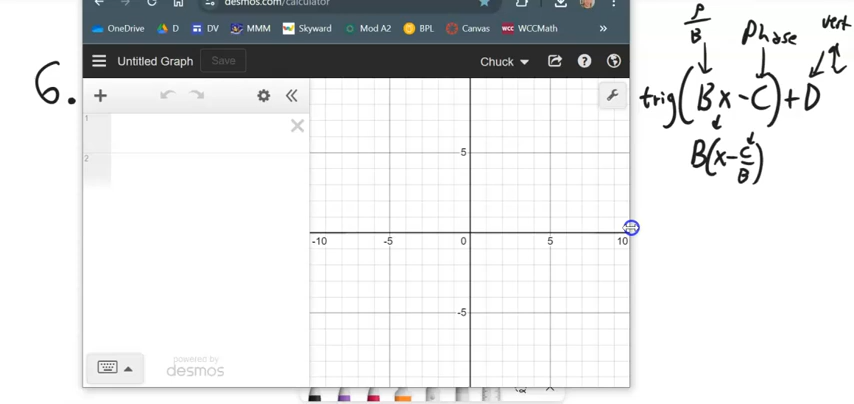 desmos.com/calculator
OneDrive D DV MMM Skyward Mod A2 BPL Canvas WCC WCCMath »
Untitled Graph Save Chuck
1
2
powered by
desmos
5
-10 -5 0 5 10
-5
6.
P/B Phase vert
trig(Bx-C)+D
B(x-C/B)